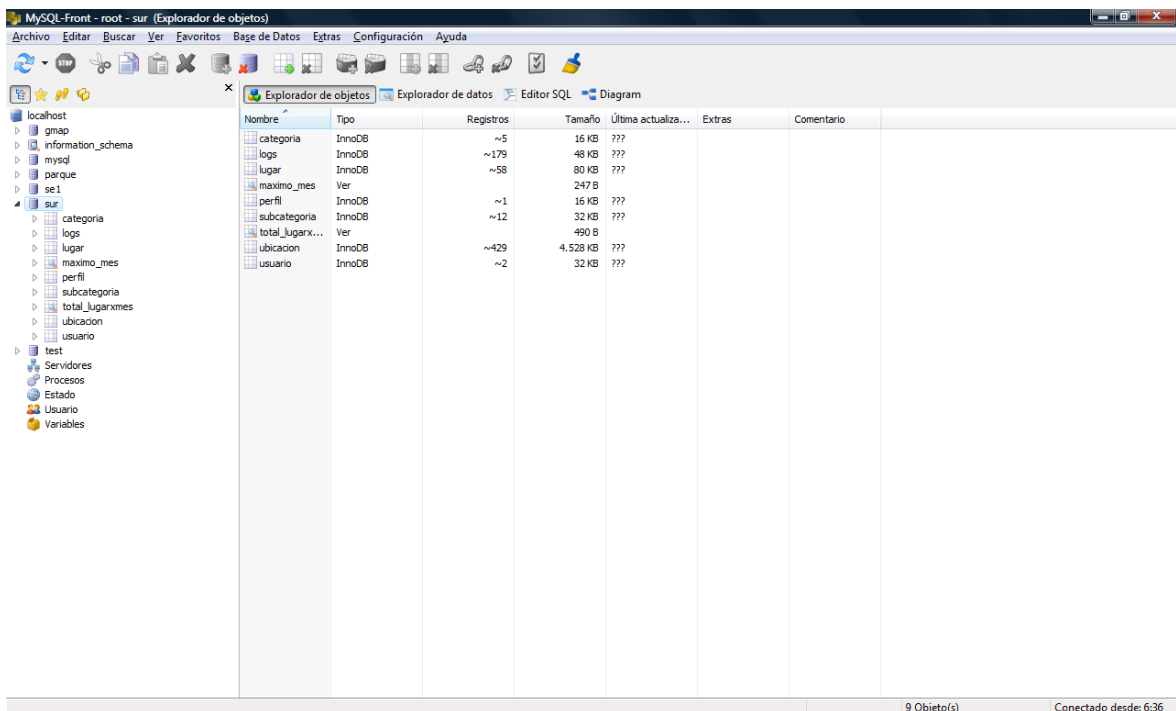 MySQL-Front - root - sur (Explorador de objetos)
Archivo Editar Buscar Ver Favoritos Base de Datos Extras Configuración Ayuda
STOP
Explorador de objetos Explorador de datos Editor SQL Diagram
localhost
gmap
information_schema
mysql
parque
se1
sur
categoria
logs
lugar
maximo_mes
perfil
subcategoria
total_lugarxmes
ubicacion
usuario
test
Servidores
Procesos
Estado
Usuario
Variables
Nombre Tipo Registros Tamaño Última actualiza... Extras Comentario
categoria InnoDB ~5 16 KB ???
logs InnoDB ~179 48 KB ???
lugar InnoDB ~58 80 KB ???
maximo_mes Ver 247 B
perfil InnoDB ~1 16 KB ???
subcategoria InnoDB ~12 32 KB ???
total_lugarx... Ver 490 B
ubicacion InnoDB ~429 4.528 KB ???
usuario InnoDB ~2 32 KB ???
9 Objeto(s) Conectado desde: 6:36